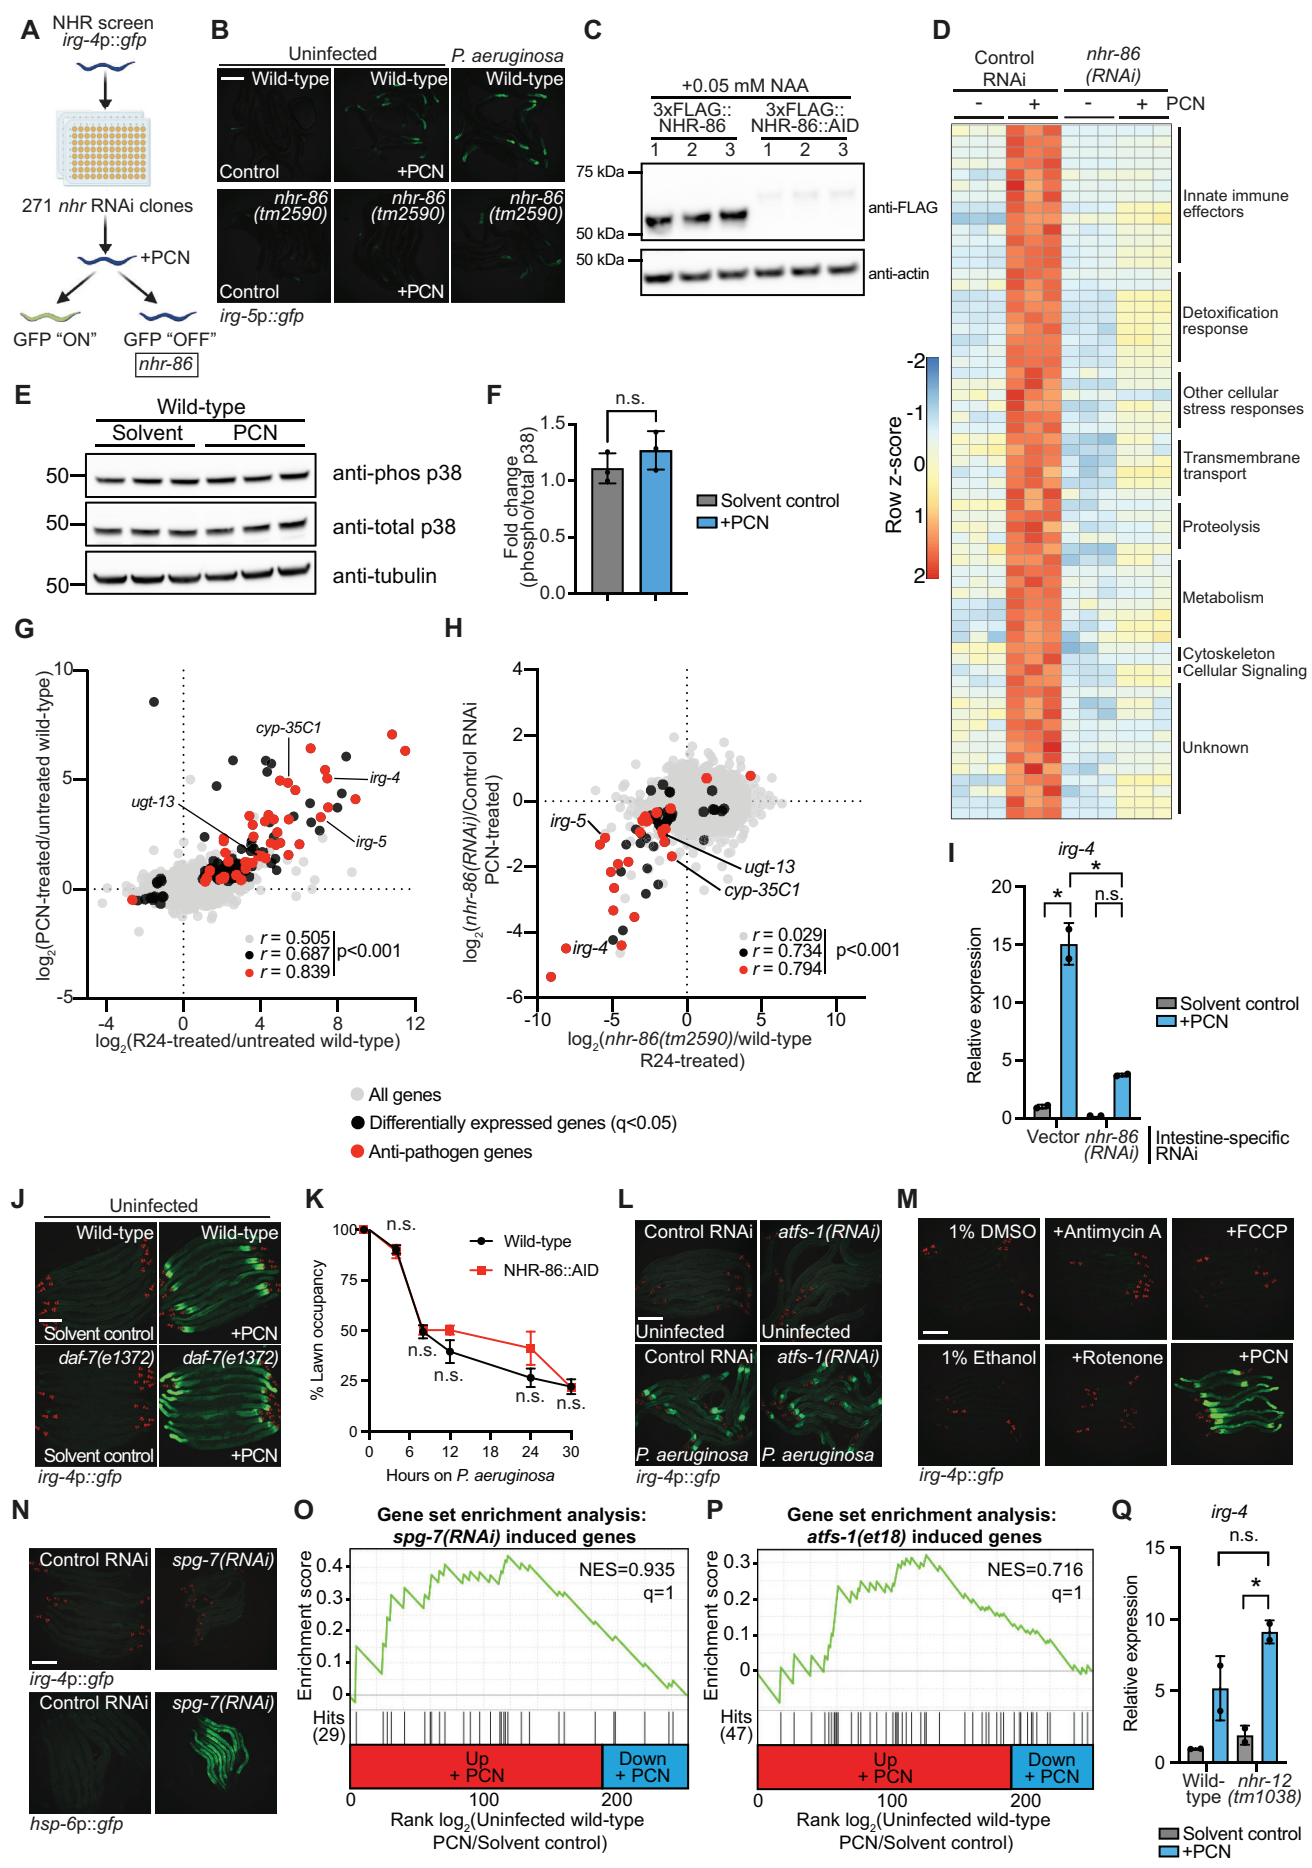 A
NHR screen
irg-4p::gfp
271 nhr RNAi clones
+PCN
GFP “ON”
GFP “OFF”
nhr-86
B
Uninfected
P. aeruginosa
Wild-type
Wild-type
Wild-type
Control
+PCN
nhr-86
(tm2590)
nhr-86
(tm2590)
nhr-86
(tm2590)
Control
+PCN
irg-5p::gfp
C
+0.05 mM NAA
3xFLAG::
NHR-86
3xFLAG::
NHR-86::AID
1 2 3 1 2 3
75 kDa
50 kDa
50 kDa
anti-FLAG
anti-actin
D
Control
RNAi
nhr-86
(RNAi)
- + - + PCN
Innate immune
effectors
Detoxification
response
Other cellular
stress responses
Transmembrane
transport
Proteolysis
Metabolism
Cytoskeleton
Cellular Signaling
Unknown
-2
-1
0
1
2
Row z-score
E
Wild-type
Solvent PCN
50
50
50
anti-phos p38
anti-total p38
anti-tubulin
F
n.s.
1.5
1.0
0.5
0.0
Fold change
(phospho/total p38)
Solvent control
+PCN
G
10
5
0
-5
log2(PCN-treated/untreated wild-type)
cyp-35C1
irg-4
ugt-13
irg-5
r = 0.505
r = 0.687
r = 0.839
p<0.001
-4 0 4 8 12
log2(R24-treated/untreated wild-type)
H
4
2
0
-2
-4
-6
log2(nhr-86(RNAi)/Control RNAi
PCN-treated)
irg-5
ugt-13
cyp-35C1
irg-4
r = 0.029
r = 0.734
r = 0.794
p<0.001
-10 -5 0 5 10
log2(nhr-86(tm2590)/wild-type
R24-treated)
All genes
Differentially expressed genes (q<0.05)
Anti-pathogen genes
I
irg-4
*
*
n.s.
20
15
10
5
0
Relative expression
Solvent control
+PCN
Vector
nhr-86
(RNAi)
Intestine-specific
RNAi
J
Uninfected
Wild-type
Wild-type
Solvent control
+PCN
daf-7(e1372)
daf-7(e1372)
Solvent control
+PCN
irg-4p::gfp
K
n.s.
Wild-type
NHR-86::AID
100
75
50
25
0
% Lawn occupancy
n.s.
n.s.
n.s.
n.s.
0 6 12 24 30
Hours on P. aeruginosa
L
Control RNAi
atfs-1(RNAi)
Uninfected
Uninfected
Control RNAi
atfs-1(RNAi)
P. aeruginosa
P. aeruginosa
irg-4p::gfp
M
1% DMSO
+Antimycin A
+FCCP
1% Ethanol
+Rotenone
+PCN
irg-4p::gfp
N
Control RNAi
spg-7(RNAi)
irg-4p::gfp
Control RNAi
spg-7(RNAi)
hsp-6p::gfp
O
Gene set enrichment analysis:
spg-7(RNAi) induced genes
NES=0.935
q=1
0.4
0.3
0.2
0.1
0
Enrichment score
Hits
(29)
Up
+ PCN
Down
+ PCN
0 100 200
Rank log2(Uninfected wild-type
PCN/Solvent control)
P
Gene set enrichment analysis:
atfs-1(et18) induced genes
NES=0.716
q=1
0.3
0.2
0.1
0
Enrichment score
Hits
(47)
Up
+ PCN
Down
+ PCN
0 100 200
Rank log2(Uninfected wild-type
PCN/Solvent control)
Q
irg-4
n.s.
*
15
10
5
0
Relative expression
Wild-
type
nhr-12
(tm1038)
Solvent control
+PCN